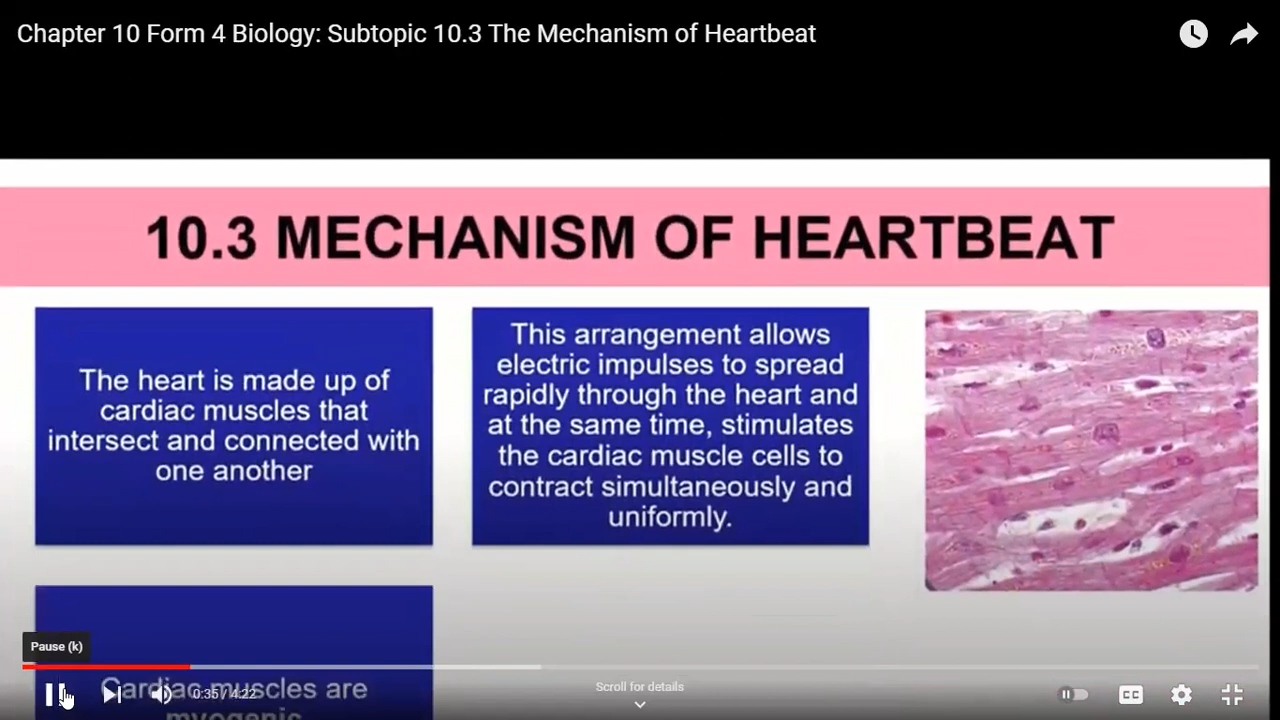 Chapter 10 Form 4 Biology: Subtopic 10.3 The Mechanism of Heartbeat
10.3 MECHANISM OF HEARTBEAT
The heart is made up of
cardiac muscles that
intersect and connected with
one another
This arrangement allows
electric impulses to spread
rapidly through the heart and
at the same time, stimulates
the cardiac muscle cells to
contract simultaneously and
uniformly.
Cardiac muscles are
myogenic
Pause (k)
0:35 / 4:22
Scroll for details
CC